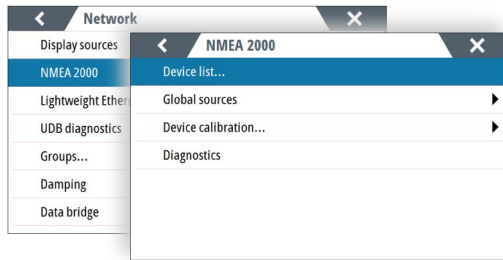 Network
Display sources
NMEA 2000
Lightweight Ether
UDB diagnostics
Groups...
Damping
Data bridge
NMEA 2000
Device list...
Global sources
Device calibration...
Diagnostics